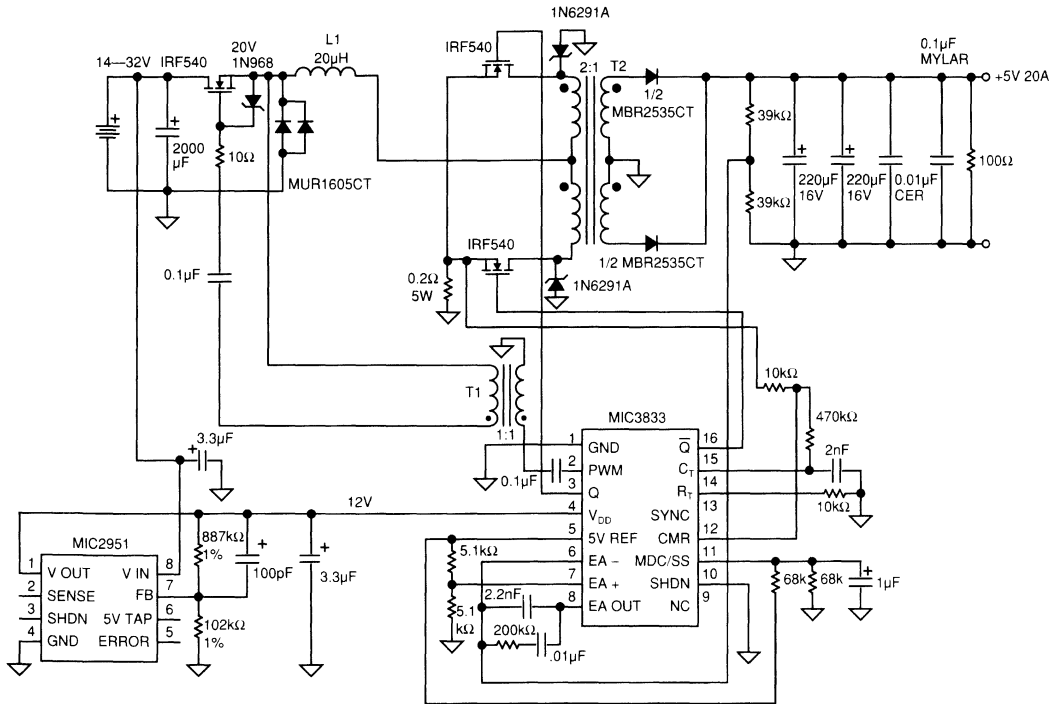 1N6291A
L1
20µH
20V
1N968
IRF540
14—32V
IRF540
2:1
T2
1/2
MBR2535CT
0.1µF
MYLAR
+5V 20A
+
+
2000
µF
10Ω
MUR1605CT
39kΩ
39kΩ
+
220µF
16V
+
220µF
16V
0.01µF
CER
100Ω
0.1µF
IRF540
0.2Ω
5W
1/2 MBR2535CT
1N6291A
T1
1:1
10kΩ
470kΩ
2nF
10kΩ
MIC3833
1 GND
2 PWM
3 Q
4 VDD
5 5V REF
6 EA −
7 EA +
8 EA OUT
Q̅ 16
CT 15
RT 14
SYNC 13
CMR 12
MDC/SS 11
SHDN 10
NC 9
0.1µF
+
3.3µF
12V
887kΩ
1%
+
100pF
+
3.3µF
102kΩ
1%
MIC2951
1 V OUT
2 SENSE
3 SHDN
4 GND
V IN 8
FB 7
5V TAP 6
ERROR 5
5.1kΩ
5.1
kΩ
2.2nF
200kΩ
.01µF
68k
68k
+
1µF